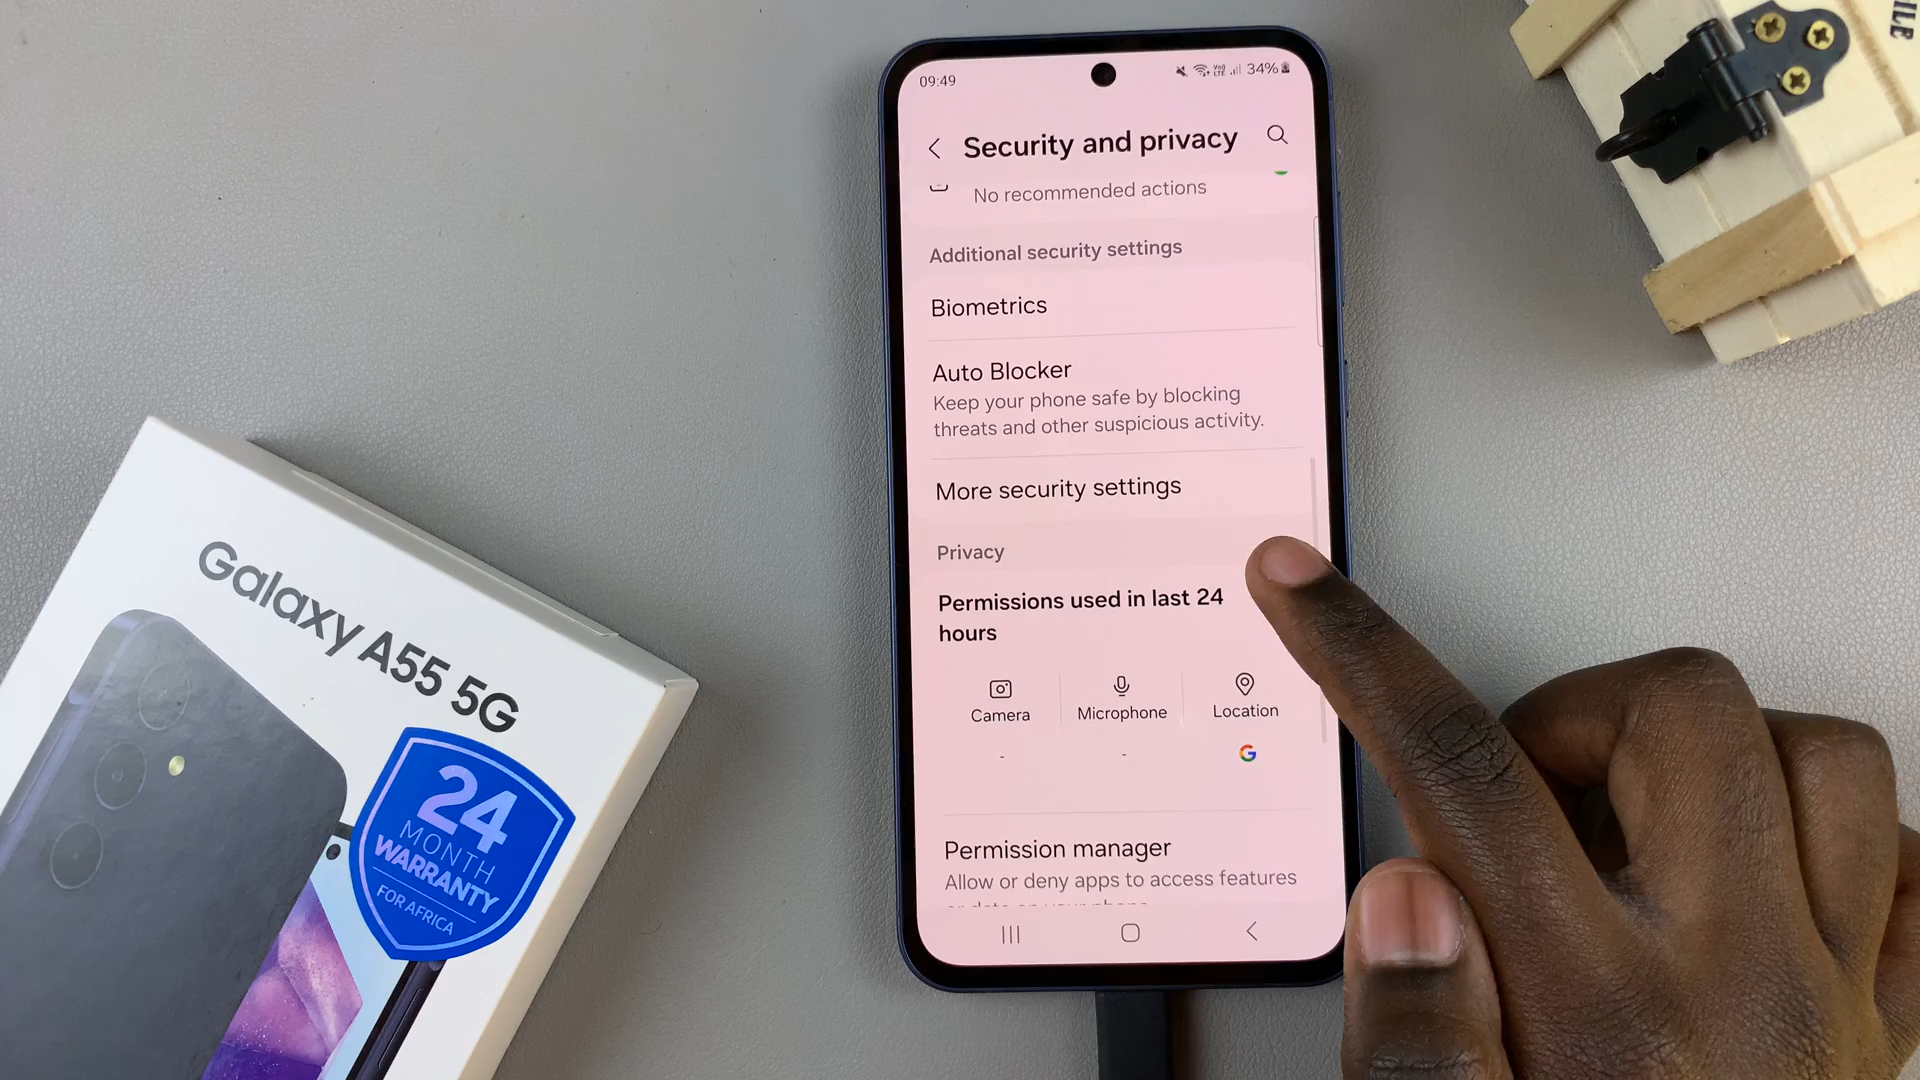 09:49
VoLTE 34%
Security and privacy
No recommended actions
Additional security settings
Biometrics
Auto Blocker
Keep your phone safe by blocking
threats and other suspicious activity.
More security settings
Privacy
Permissions used in last 24
hours
Camera
Microphone
Location
-
-
G
Permission manager
Allow or deny apps to access features
Galaxy A55 5G
24
MONTH
WARRANTY
FOR AFRICA